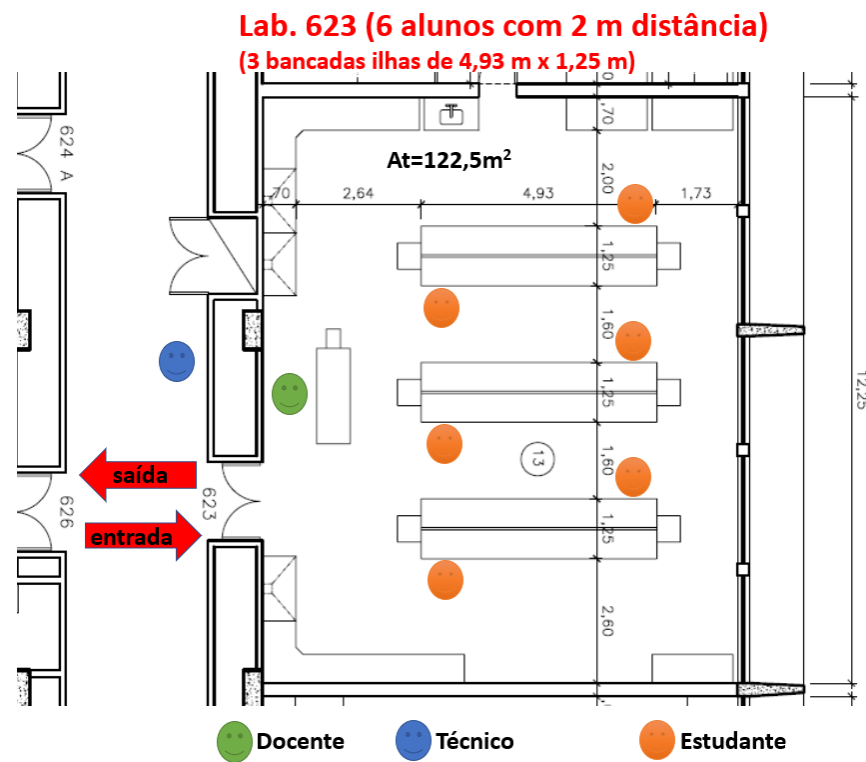 Lab. 623 (6 alunos com 2 m distância)
(3 bancadas ilhas de 4,93 m x 1,25 m)
624 A
,70
At=122,5m²
2,00
,70
2,64
4,93
1,73
1,25
1,60
1,25
12,25
saída
13
1,60
626
623
entrada
1,25
2,60
Docente
Técnico
Estudante